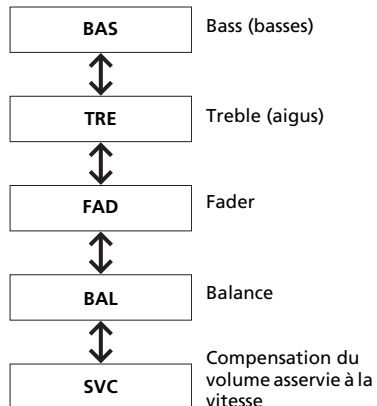 BAS
Bass (basses)
TRE
Treble (aigus)
FAD
Fader
BAL
Balance
SVC
Compensation du
volume asservie à la
vitesse